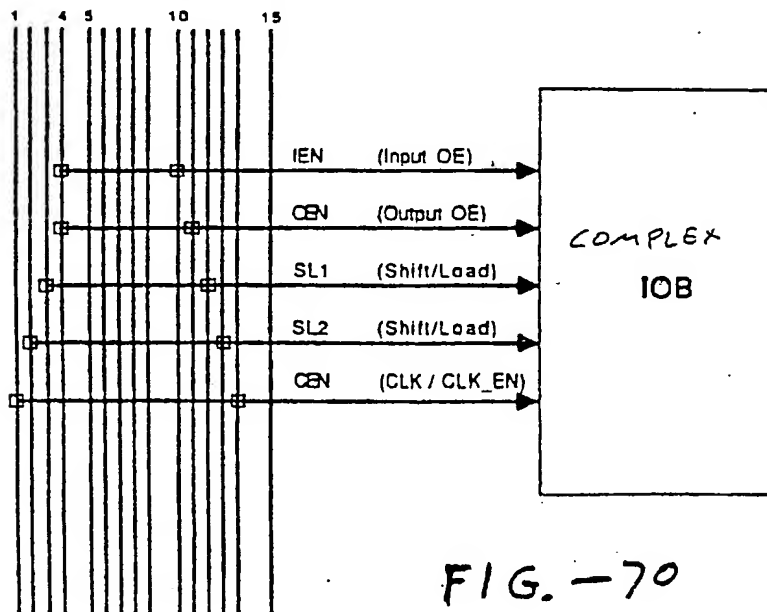 1 4 5 10 15
IEN (Input OE)
OEN (Output OE)
SL1 (Shift/Load)
SL2 (Shift/Load)
CEN (CLK / CLK_EN)
COMPLEX
IOB
FIG. -70